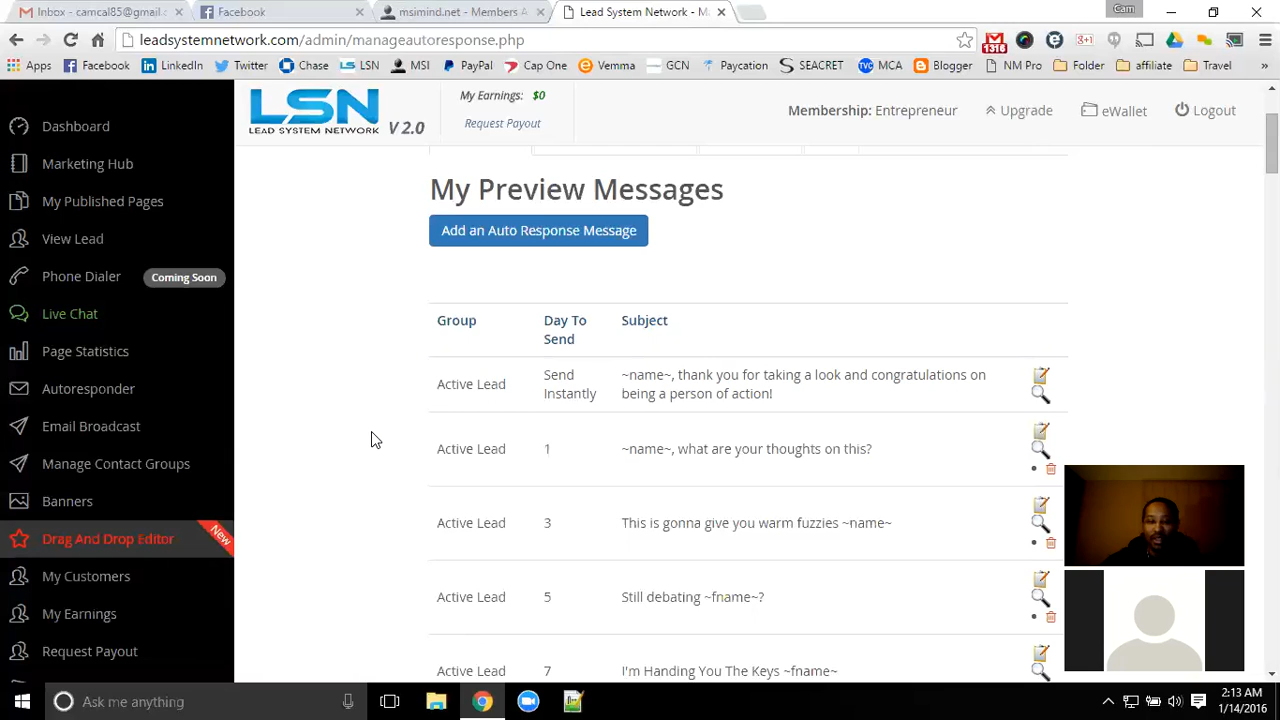 Inbox - camcal85@gmail.c
Facebook
msimind.net - Members A
Lead System Network - M
Cam
leadsystemnetwork.com/admin/manageautoresponse.php
1316
Apps
Facebook
LinkedIn
Twitter
Chase
LSN
MSI
PayPal
Cap One
Vemma
GCN
Paycation
SEACRET
TVC
MCA
Blogger
NM Pro
Folder
affiliate
Travel
LSN
LEAD SYSTEM NETWORK
V 2.0
My Earnings: $0
Request Payout
Membership: Entrepreneur
Upgrade
eWallet
Logout
Dashboard
Marketing Hub
My Published Pages
View Lead
Phone Dialer
Coming Soon
Live Chat
Page Statistics
Autoresponder
Email Broadcast
Manage Contact Groups
Banners
Drag And Drop Editor
New
My Customers
My Earnings
Request Payout
My Preview Messages
Add an Auto Response Message
Group
Day To
Send
Subject
Active Lead
Send
Instantly
~name~, thank you for taking a look and congratulations on
being a person of action!
Active Lead
1
~name~, what are your thoughts on this?
Active Lead
3
This is gonna give you warm fuzzies ~name~
Active Lead
5
Still debating ~fname~?
Active Lead
7
I'm Handing You The Keys ~fname~
Ask me anything
2:13 AM
1/14/2016